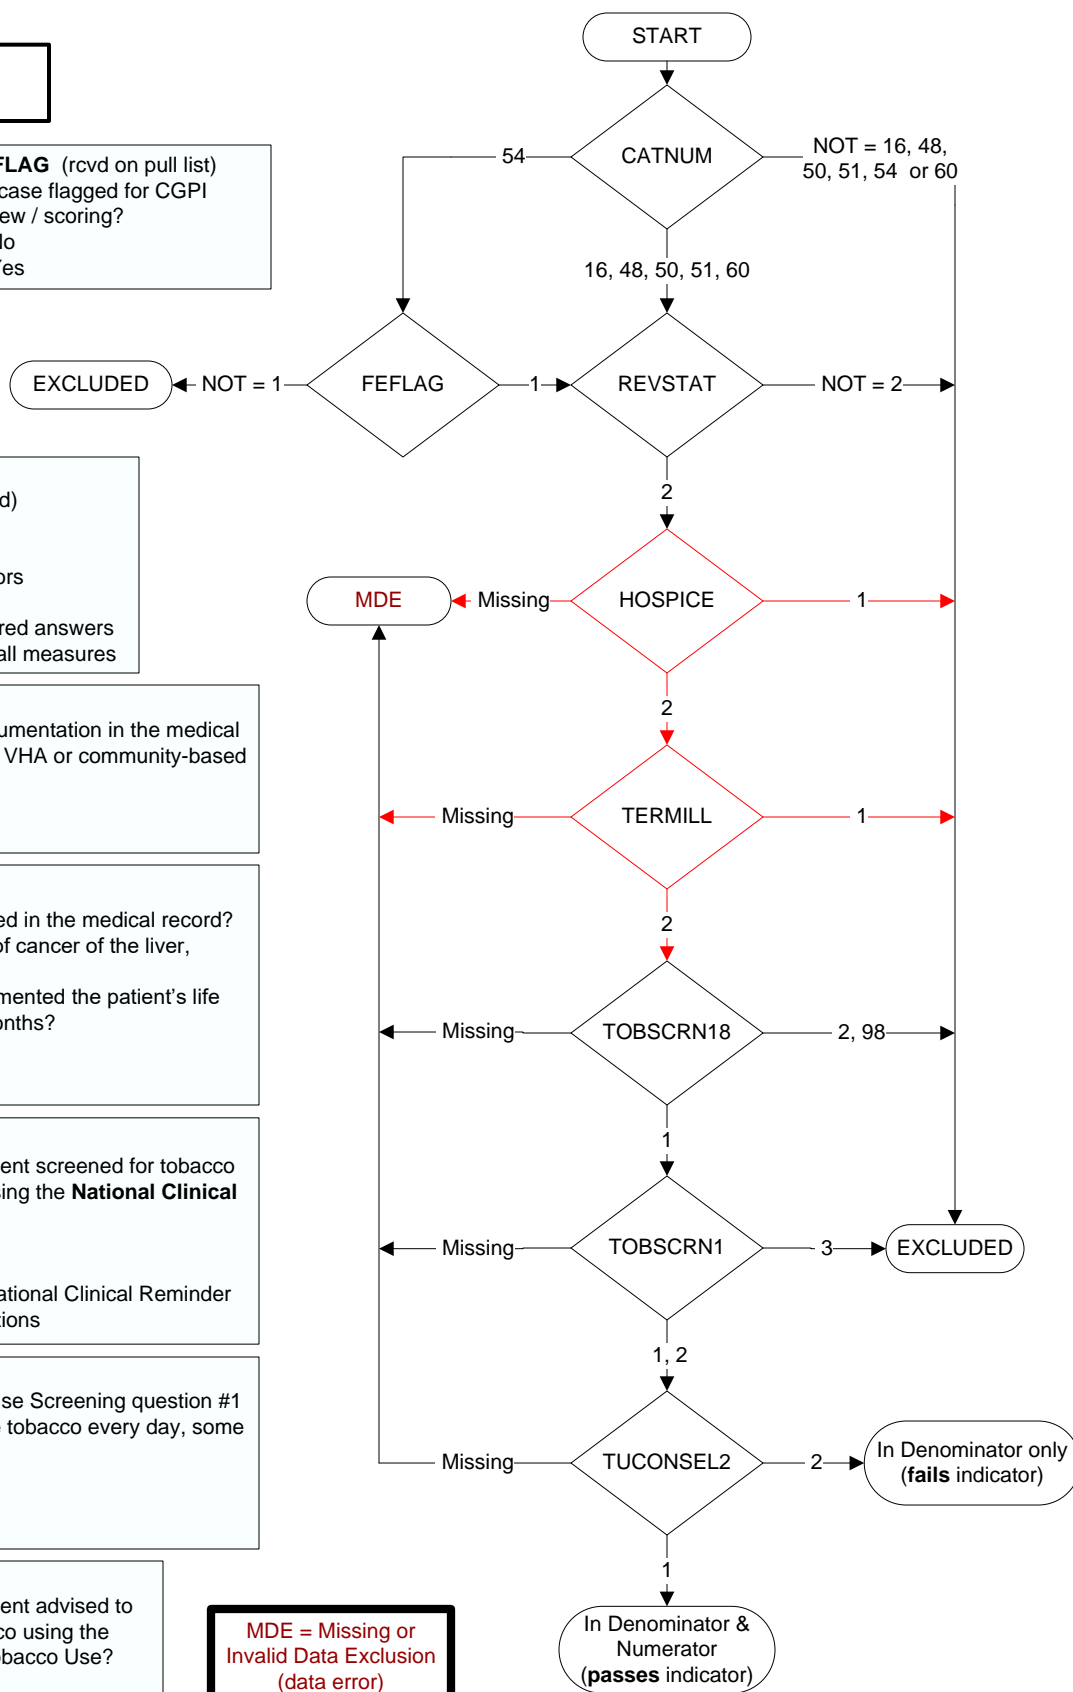 START
CATNUM
54
NOT = 16, 48,
50, 51, 54 or 60
16, 48, 50, 51, 60
FLAG (rcvd on pull list)
case flagged for CGPI
ew / scoring?
EXCLUDED
NOT = 1
FEFLAG
1
REVSTAT
NOT = 2
2
d)
ors
red answers
all measures
MDE
Missing
HOSPICE
1
2
umentation in the medical
VHA or community-based
Missing
TERMILL
1
2
ed in the medical record?
of cancer of the liver,
mented the patient's life
onths?
Missing
TOBSCRN18
2, 98
1
ent screened for tobacco
sing the National Clinical
ational Clinical Reminder
tions
Missing
TOBSCRN1
3
EXCLUDED
1, 2
se Screening question #1
e tobacco every day, some
Missing
TUCONSEL2
2
In Denominator only
(fails indicator)
1
ent advised to
co using the
obacco Use?
MDE = Missing or
Invalid Data Exclusion
(data error)
In Denominator &
Numerator
(passes indicator)